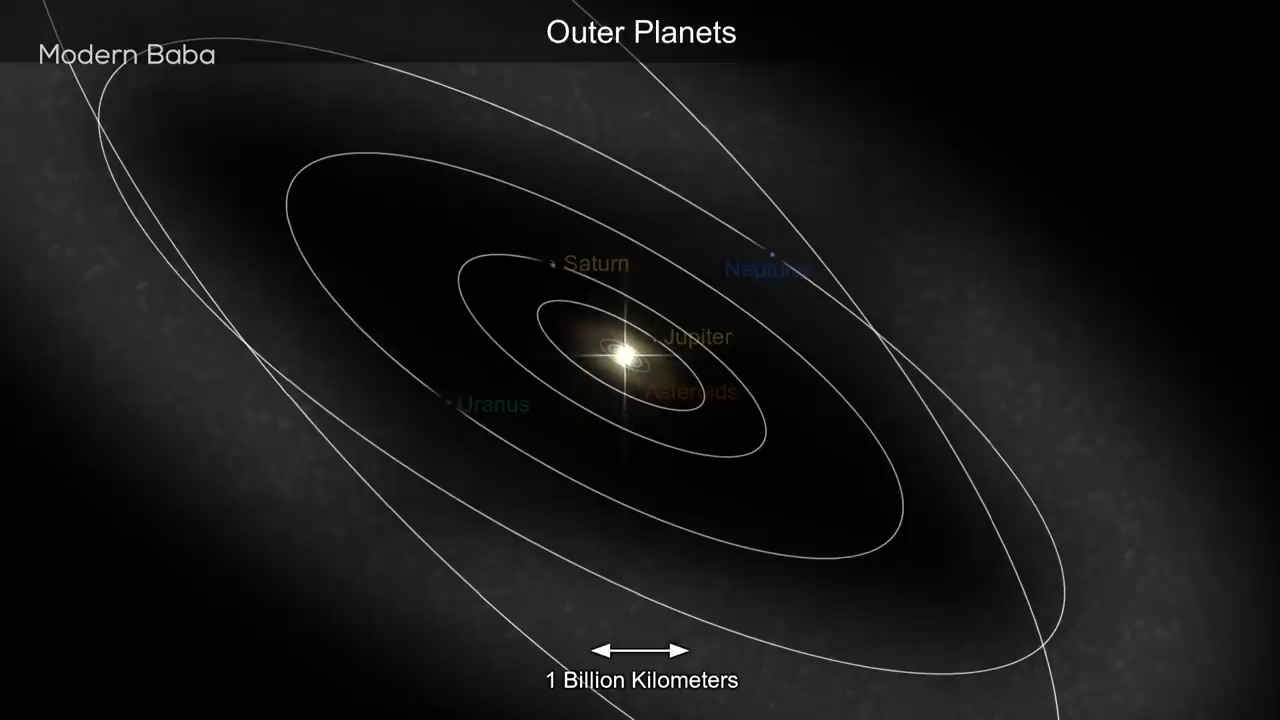 Outer Planets
Modern Baba
Saturn
Neptune
Jupiter
Asteroids
Uranus
1 Billion Kilometers